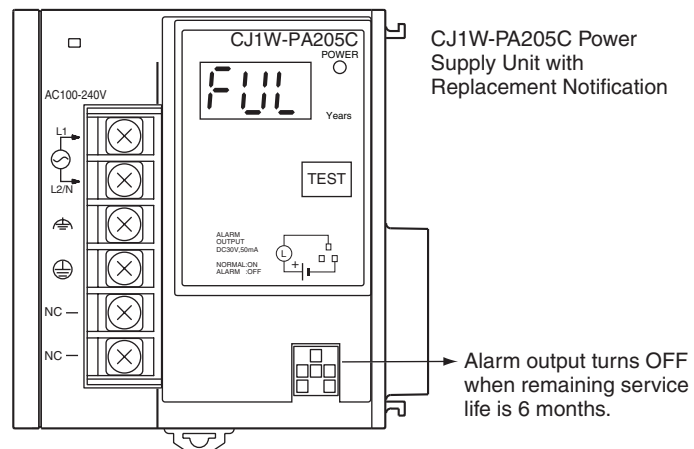 CJ1W-PA205C
POWER
FUL
Years
AC100-240V
L1
L2/N
TEST
ALARM
OUTPUT
DC30V,50mA
NORMAL:ON
ALARM :OFF
L
+
NC
NC
CJ1W-PA205C Power
Supply Unit with
Replacement Notification
Alarm output turns OFF
when remaining service
life is 6 months.